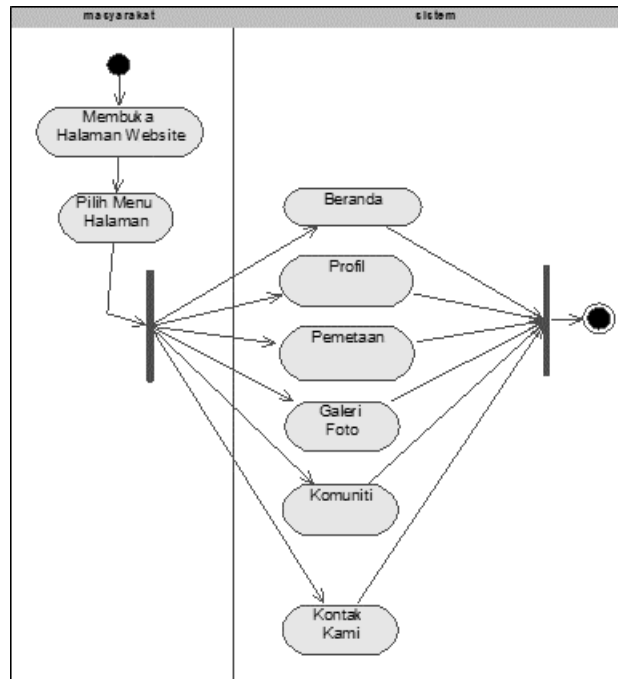 masyarakat
sistem
Membuka
Halaman Website
Pilih Menu
Halaman
Beranda
Profil
Pemetaan
Galeri
Foto
Komuniti
Kontak
Kami